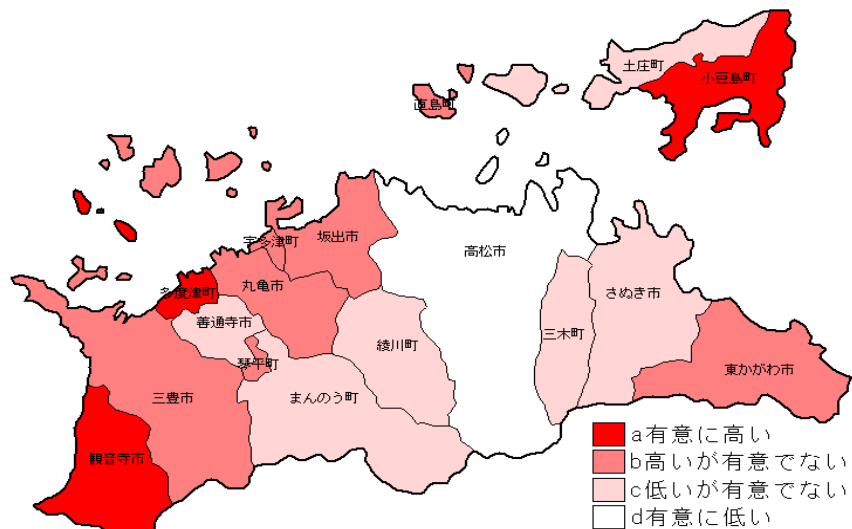 土庄町
小豆島町
直島町
宇多津町
坂出市
高松市
多度津町
丸亀市
さぬき市
善通寺市
綾川町
三木町
琴平町
東かがわ市
三豊市
まんのう町
観音寺市
a有意に高い
b高いが有意でない
c低いが有意でない
d有意に低い